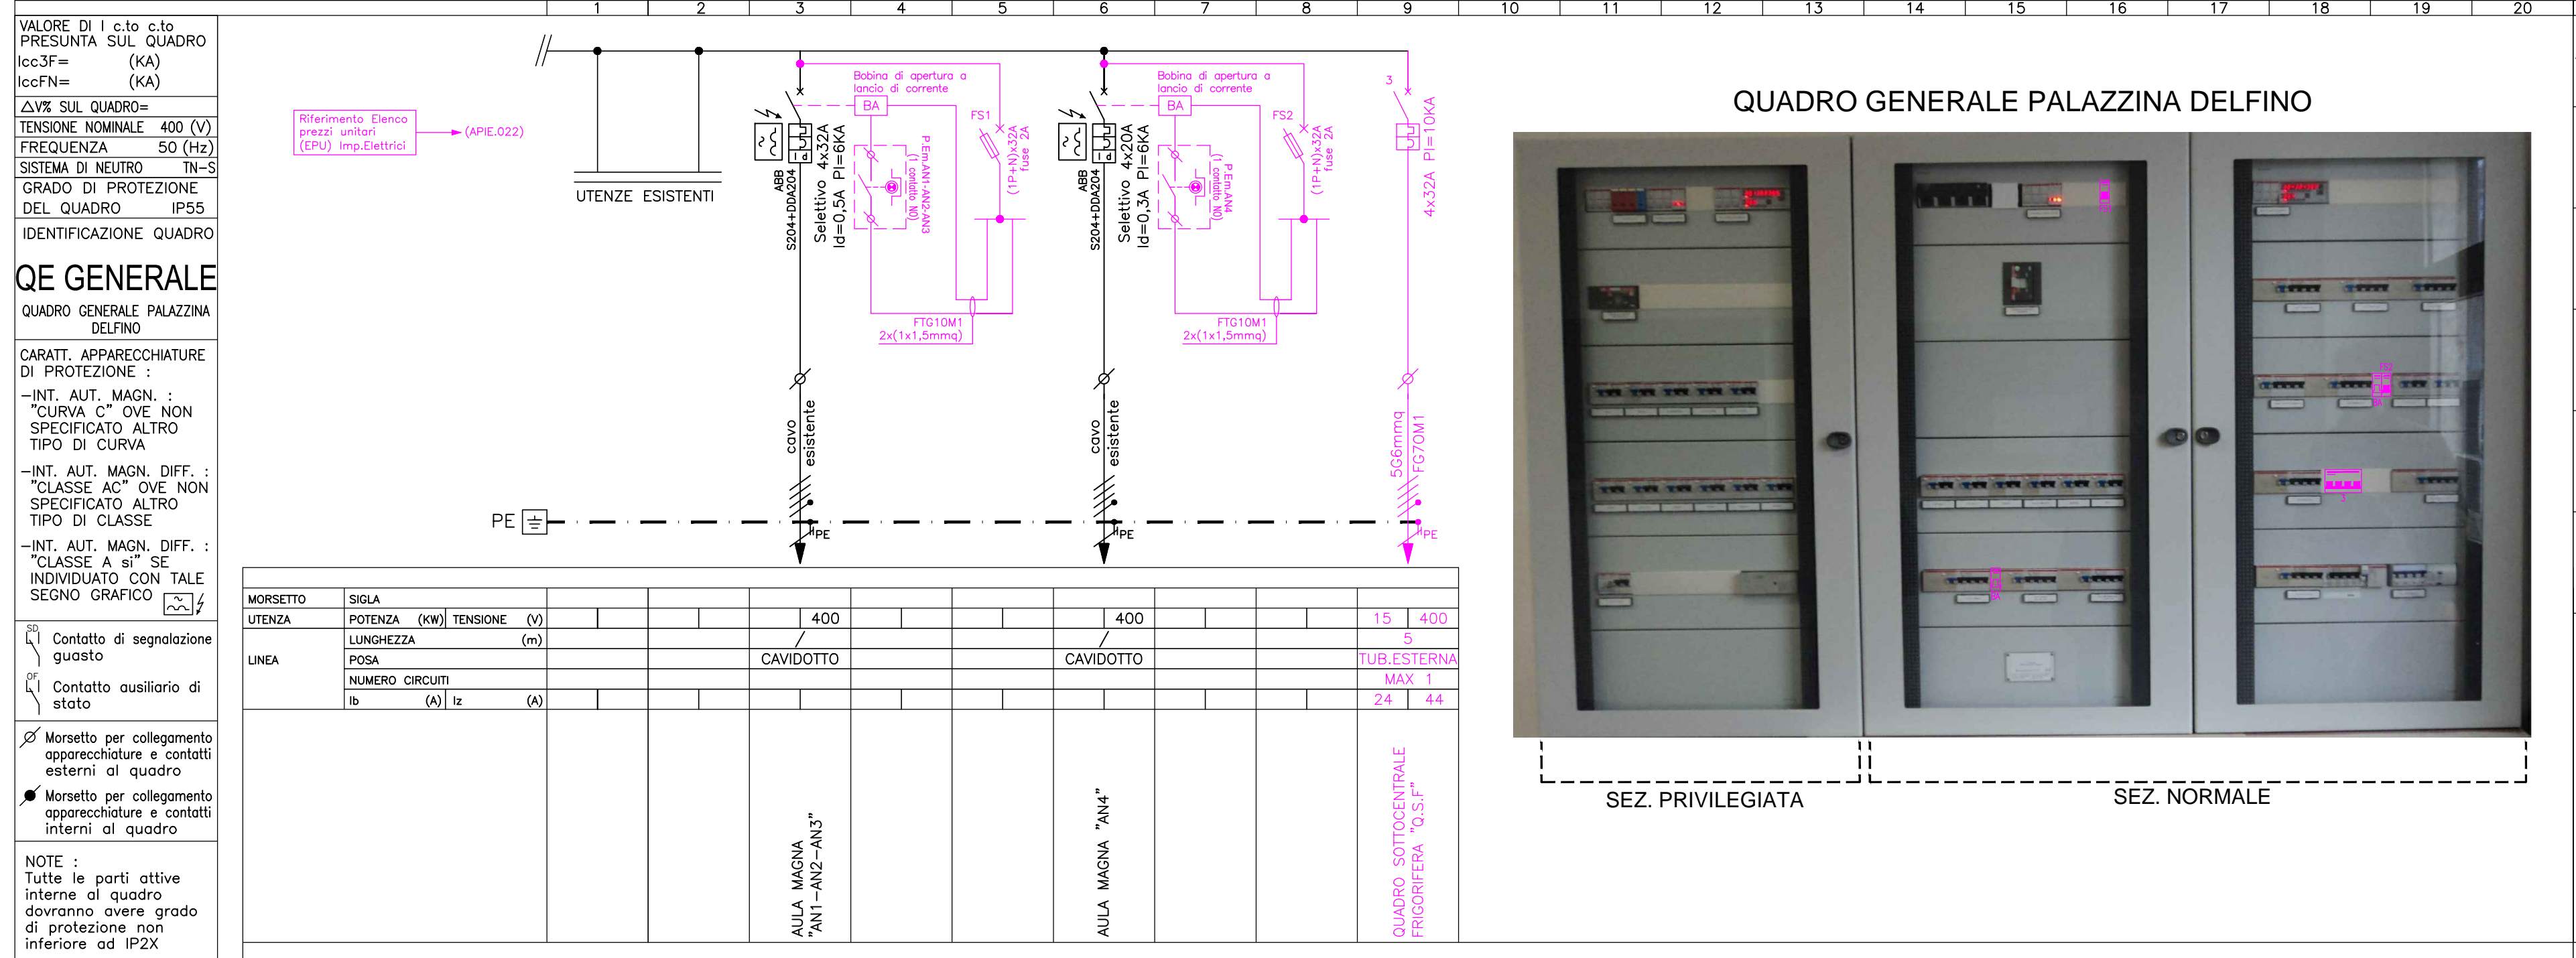 1 2 3 4 5 6 7 8 9 10 11 12 13 14 15 16 17 18 19 20
VALORE DI I c.to c.to
PRESUNTA SUL QUADRO
Icc3F= (KA)
IccFN= (KA)
△V% SUL QUADRO=
TENSIONE NOMINALE 400 (V)
FREQUENZA 50 (Hz)
SISTEMA DI NEUTRO TN-S
GRADO DI PROTEZIONE
DEL QUADRO IP55
IDENTIFICAZIONE QUADRO
QE GENERALE
QUADRO GENERALE PALAZZINA
DELFINO
CARATT. APPARECCHIATURE
DI PROTEZIONE :
-INT. AUT. MAGN. :
"CURVA C" OVE NON
SPECIFICATO ALTRO
TIPO DI CURVA
-INT. AUT. MAGN. DIFF. :
"CLASSE AC" OVE NON
SPECIFICATO ALTRO
TIPO DI CLASSE
-INT. AUT. MAGN. DIFF. :
"CLASSE A si" SE
INDIVIDUATO CON TALE
SEGNO GRAFICO
SD
Contatto di segnalazione
guasto
OF
Contatto ausiliario di
stato
Morsetto per collegamento
apparecchiature e contatti
esterni al quadro
Morsetto per collegamento
apparecchiature e contatti
interni al quadro
NOTE :
Tutte le parti attive
interne al quadro
dovranno avere grado
di protezione non
inferiore ad IP2X
Riferimento Elenco
prezzi unitari
(EPU) Imp.Elettrici
(APIE.022)
UTENZE ESISTENTI
Id
ABB
S204+DDA204
Selettivo 4x32A
Id=0,5A PI=6KA
Bobina di apertura a
lancio di corrente
BA
P.Em.AN1-AN2-AN3
(1 contatto NO)
FS1
(1P+N)x32A
fuse 2A
FTG10M1
2x(1x1,5mmq)
cavo
esistente
PE
Id
ABB
S204+DDA204
Selettivo 4x20A
Id=0,3A PI=6KA
Bobina di apertura a
lancio di corrente
BA
P.Em.AN4
(1 contatto NO)
FS2
(1P+N)x32A
fuse 2A
FTG10M1
2x(1x1,5mmq)
cavo
esistente
PE
3
4x32A PI=10KA
5G6mmq
FG7OM1
PE
PE
MORSETTO SIGLA
UTENZA POTENZA (KW) TENSIONE (V) 400 400 15 400
LINEA
LUNGHEZZA (m) / / 5
POSA CAVIDOTTO CAVIDOTTO TUB.ESTERNA
NUMERO CIRCUITI MAX 1
Ib (A) Iz (A) 24 44
AULA MAGNA
"AN1-AN2-AN3"
AULA MAGNA "AN4"
QUADRO SOTTOCENTRALE
FRIGORIFERA "Q.S.F"
QUADRO GENERALE PALAZZINA DELFINO
FS2
3
SEZ. PRIVILEGIATA
SEZ. NORMALE